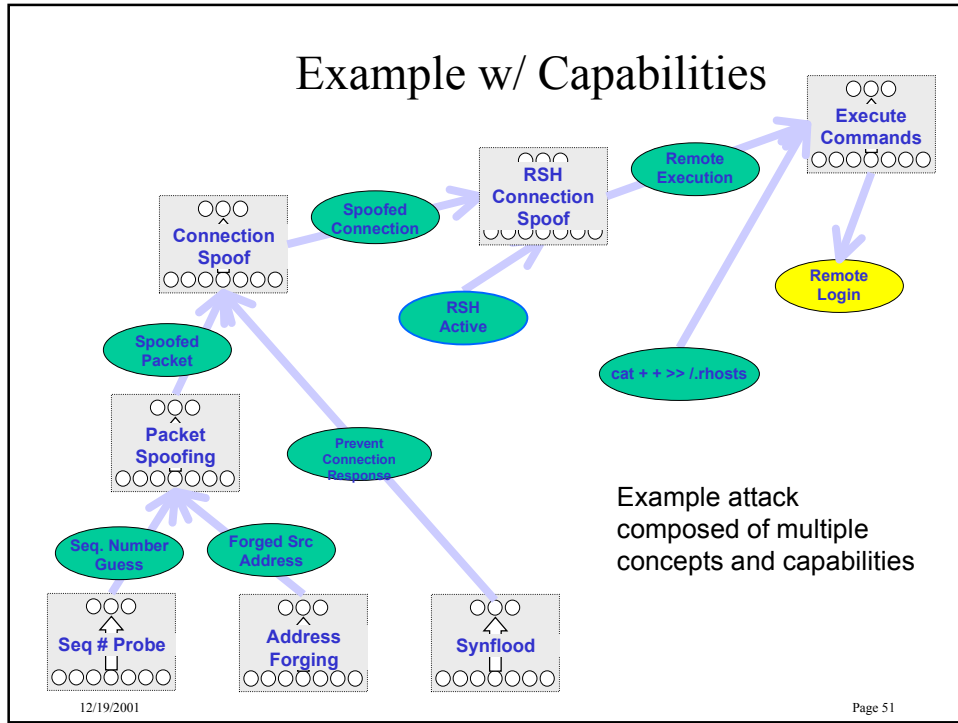 Example w/ Capabilities
Execute
Commands
Remote
Execution
RSH
Connection
Spoof
Spoofed
Connection
Connection
Spoof
Remote
Login
RSH
Active
Spoofed
Packet
cat + + >> /.rhosts
Packet
Spoofing
Prevent
Connection
Response
Example attack
composed of multiple
concepts and capabilities
Seq. Number
Guess
Forged Src
Address
Seq # Probe
Address
Forging
Synflood
12/19/2001
Page 51